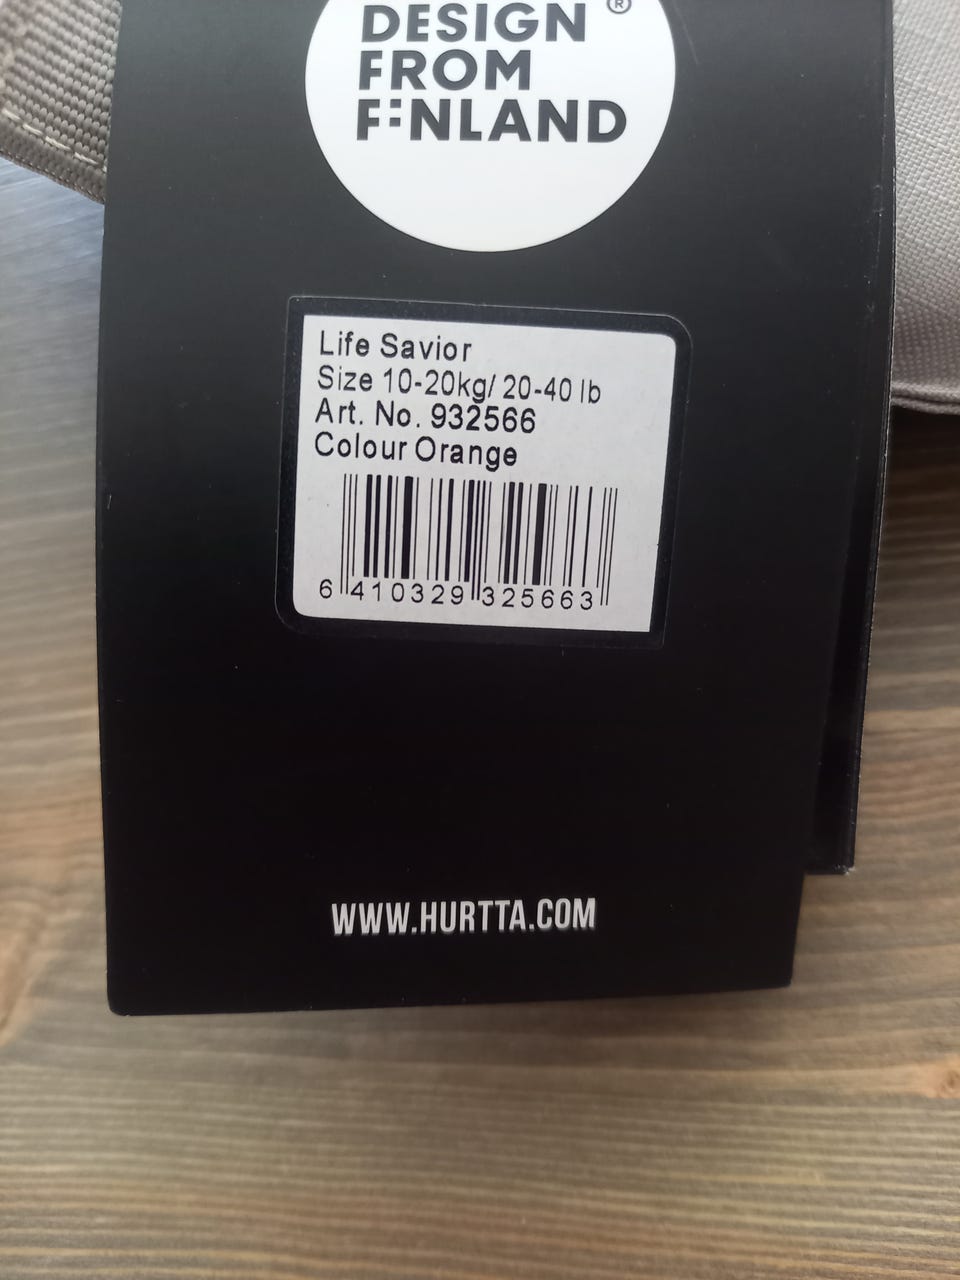 ®
DESIGN
FROM
FINLAND
Life Savior
Size 10-20kg/ 20-40 lb
Art. No. 932566
Colour Orange
6 410329 325663
WWW.HURTTA.COM